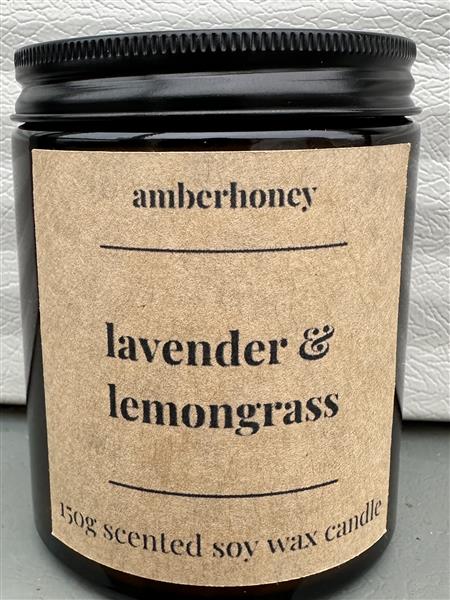 amberhoney
lavender &
lemongrass
150g scented soy wax candle